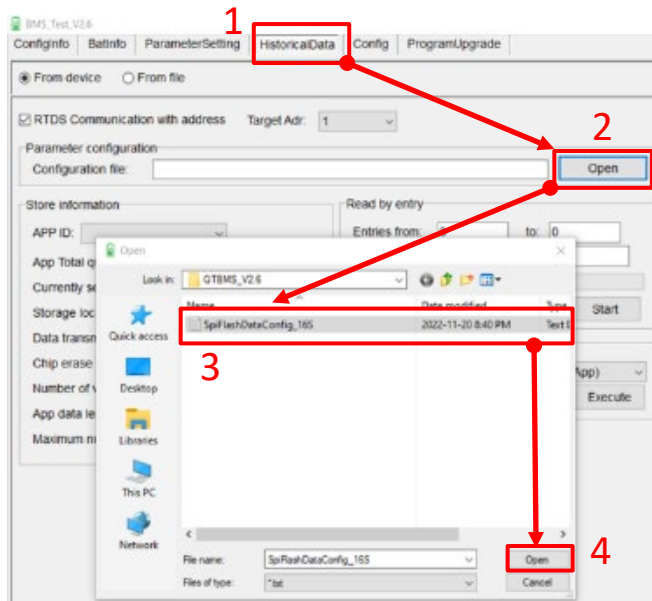 BMS_Test_V2.6
1
ConfigInfo BatInfo ParameterSetting HistoricalData Config ProgramUpgrade
From device From file
RTDS Communication with address Target Adr: 1
2
Parameter configuration
Configuration file: Open
Store information Read by entry
APP ID: Entries from: to: 0
Open
App Total q
Look in: GTBMS_V2.6
Currently se
Name Date modified Type
Storage loc Start
Quick access SpiFlashDataConfig_16S 2022-11-20 8:40 PM Text
Data transm
3
Chip erase App)
Number of v Desktop Execute
App data le
Maximum n Libraries
This PC
Network
File name: SpiFlashDataConfig_16S Open
4
Files of type: *.txt Cancel